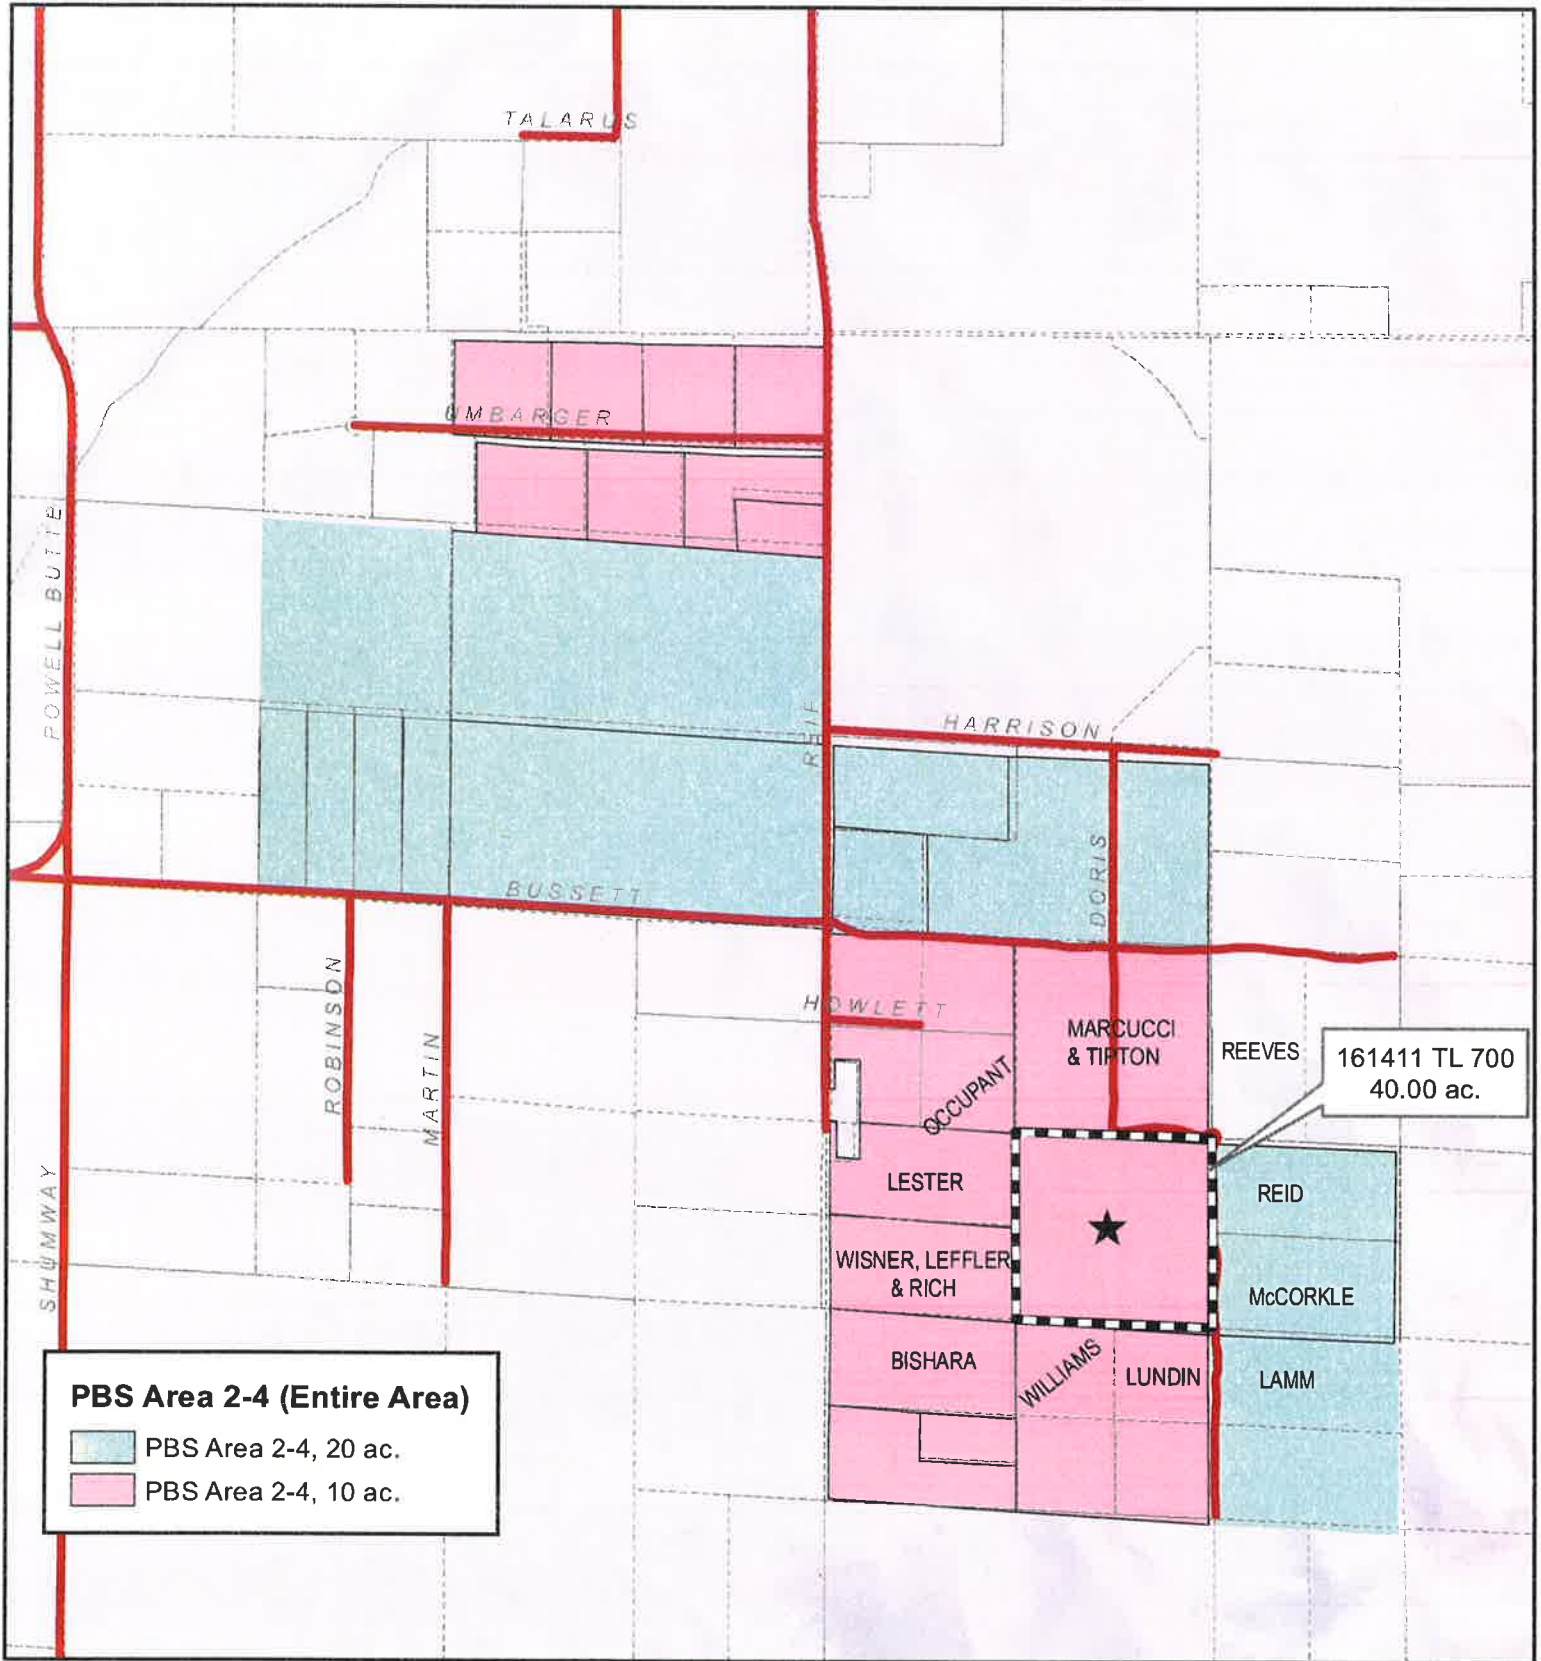 TALARUS
UMBARGER
POWELL BUTTE
REIF
HARRISON
DORIS
BUSSETT
ROBINSON
MARTIN
HOWLETT
MARCUCCI
& TIPTON
REEVES
161411 TL 700
40.00 ac.
OCCUPANT
LESTER
REID
SHUMWAY
WISNER, LEFFLER
& RICH
McCORKLE
BISHARA
WILLIAMS
LUNDIN
LAMM
PBS Area 2-4 (Entire Area)
PBS Area 2-4, 20 ac.
PBS Area 2-4, 10 ac.